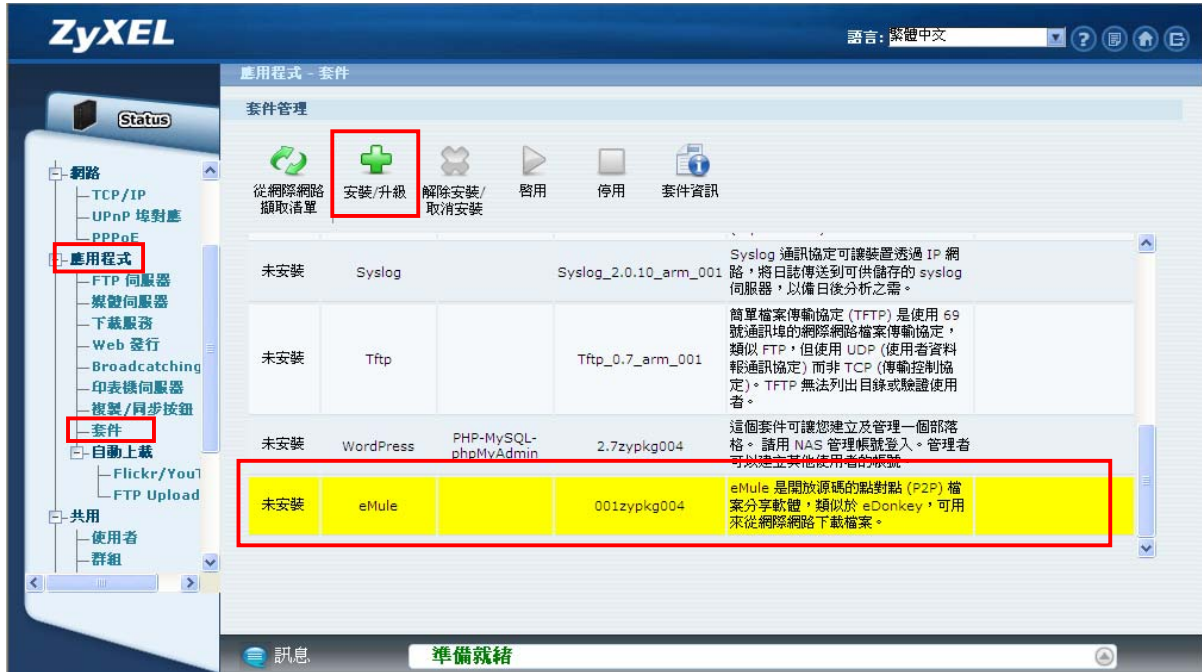 ZyXEL
語言: 繁體中文
Status
網路
TCP/IP
UPnP 埠對應
PPPoE
應用程式
FTP 伺服器
媒體伺服器
下載服務
Web 發行
Broadcatching
印表機伺服器
複製/同步按鈕
套件
自動上載
Flickr/YouT
FTP Upload
共用
使用者
群組
應用程式 - 套件
套件管理
從網際網路
擷取清單
安裝/升級
解除安裝/
取消安裝
啟用
停用
套件資訊
未安裝 Syslog Syslog_2.0.10_arm_001
Syslog 通訊協定可讓裝置透過 IP 網
路，將日誌傳送到可供儲存的 syslog
伺服器，以備日後分析之需。
未安裝 Tftp Tftp_0.7_arm_001
簡單檔案傳輸協定 (TFTP) 是使用 69
號通訊埠的網際網路檔案傳輸協定，
類似 FTP，但使用 UDP (使用者資料
報通訊協定) 而非 TCP (傳輸控制協
定)。TFTP 無法列出目錄或驗證使用
者。
未安裝 WordPress PHP-MySQL-
phpMyAdmin 2.7zypkg004
這個套件可讓您建立及管理一個部落
格。 請用 NAS 管理帳號登入。管理者
可以建立其他使用者的帳號
未安裝 eMule 001zypkg004
eMule 是開放源碼的點對點 (P2P) 檔
案分享軟體，類似於 eDonkey，可用
來從網際網路下載檔案。
訊息
準備就緒